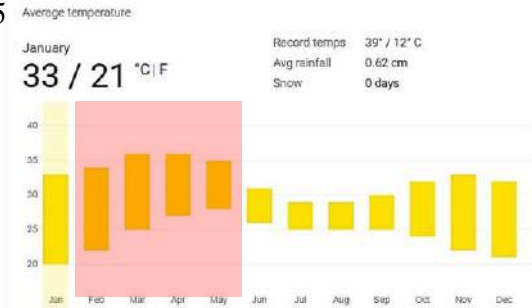 5
Average temperature
January
33 / 21 °C | F
Record temps 39° / 12° C
Avg rainfall 0.62 cm
Snow 0 days
40
35
30
25
20
Jan Feb Mar Apr May Jun Jul Aug Sep Oct Nov Dec